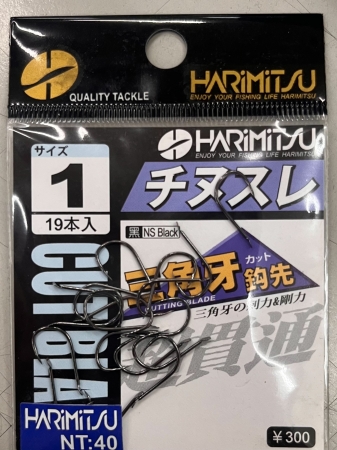 QUALITY TACKLE
HARIMITSU
ENJOY YOUR FISHING LIFE HARIMITSU
HARIMITSU
ENJOY YOUR FISHING LIFE HARIMITSU
サイズ
1
19本入
チヌスレ
黒 NS Black
三角牙カット鈎先
CUTTING BLADE
三角牙の刺力&剛力
貫通
HARIMITSU
NT:40
¥300